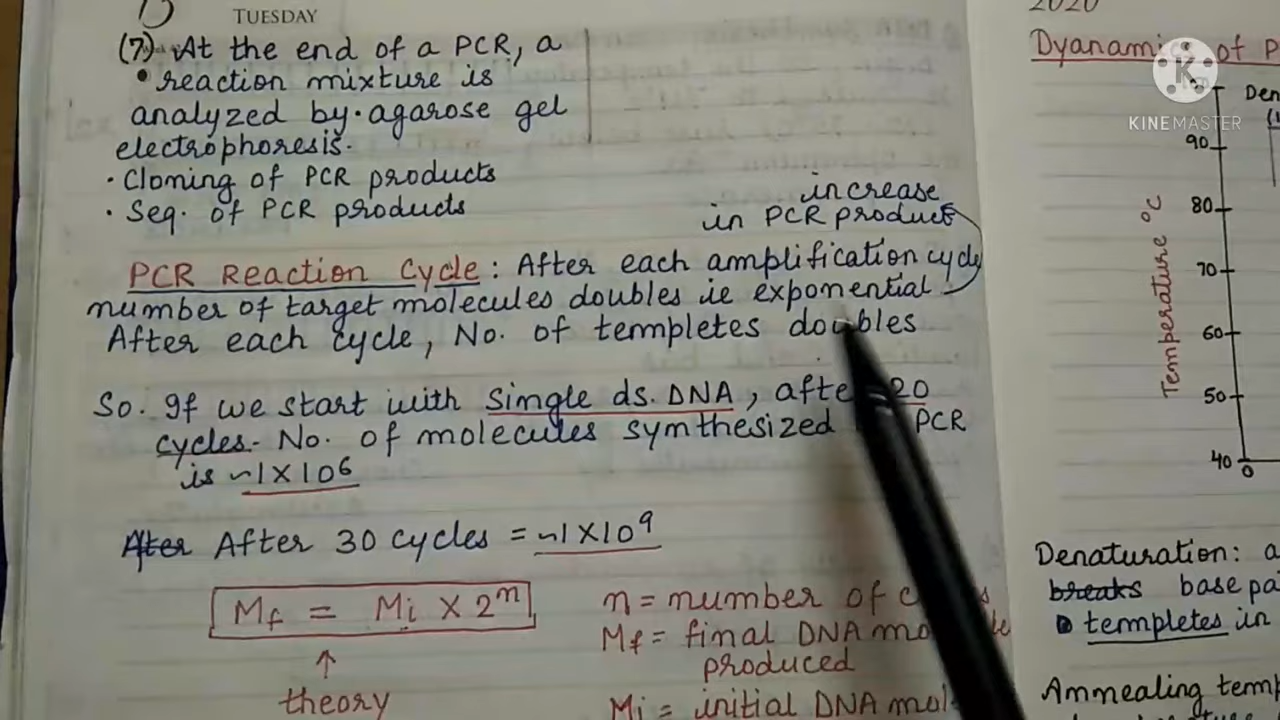 TUESDAY
(7) At the end of a PCR, a
• reaction mixture is
analyzed by agarose gel
electrophoresis.
• Cloning of PCR products
• Seq. of PCR products
increase
in PCR product
PCR Reaction Cycle : After each amplification cycle
number of target molecules doubles ie exponential
After each cycle, No. of templetes doubles
So. If we start with Single ds. DNA, after 20
cycles. No. of molecules synthesized PCR
is ~1 X 10⁶
After After 30 cycles = ~1 X 10⁹
Mf = Mi X 2ⁿ
↑
theory
n = number of
Mf = final DNA
produced
Mi = initial DNA
2020
Dyanamics of P
Den
90
80
70
60
50
40
0
Temperature °C
Denaturation: a
breaks base pa
templetes in
Ammealing temp
K
KINEMASTER